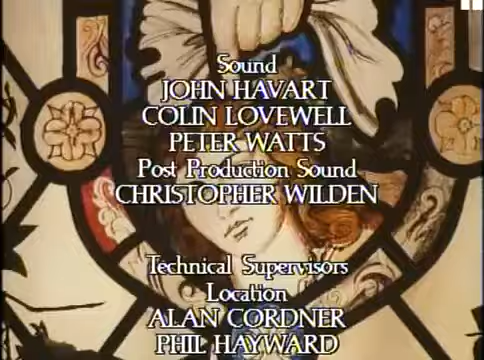 Sound
JOHN HAVART
COLIN LOVEWELL
PETER WATTS
Post Production Sound
CHRISTOPHER WILDEN
Technical Supervisors
Location
ALAN CORDNER
PHIL HAYWARD